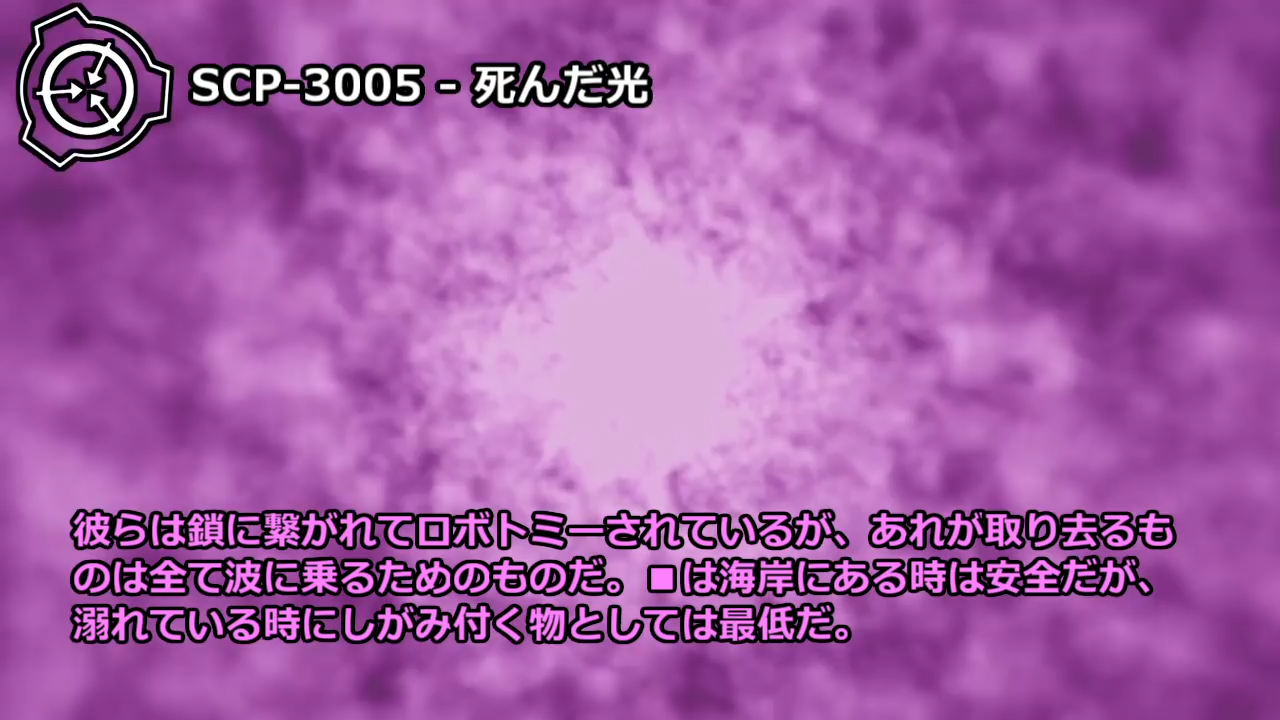 SCP-3005 - 死んだ光
彼らは鎖に繋がれてロボトミーされているが、あれが取り去るも
のは全て波に乗るためのものだ。■は海岸にある時は安全だが、
溺れている時にしがみ付く物としては最低だ。